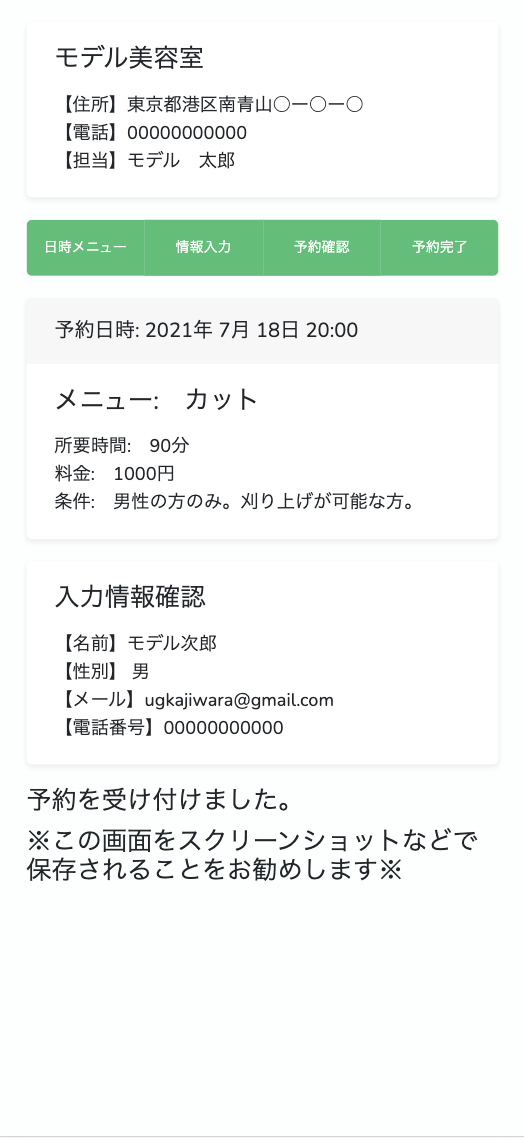 モデル美容室
【住所】東京都港区南青山〇ー〇ー〇
【電話】00000000000
【担当】モデル　太郎
日時メニュー
情報入力
予約確認
予約完了
予約日時: 2021年 7月 18日 20:00
メニュー:　カット
所要時間:　90分
料金:　1000円
条件:　男性の方のみ。刈り上げが可能な方。
入力情報確認
【名前】モデル次郎
【性別】 男
【メール】ugkajiwara@gmail.com
【電話番号】00000000000
予約を受け付けました。
※この画面をスクリーンショットなどで
保存されることをお勧めします※